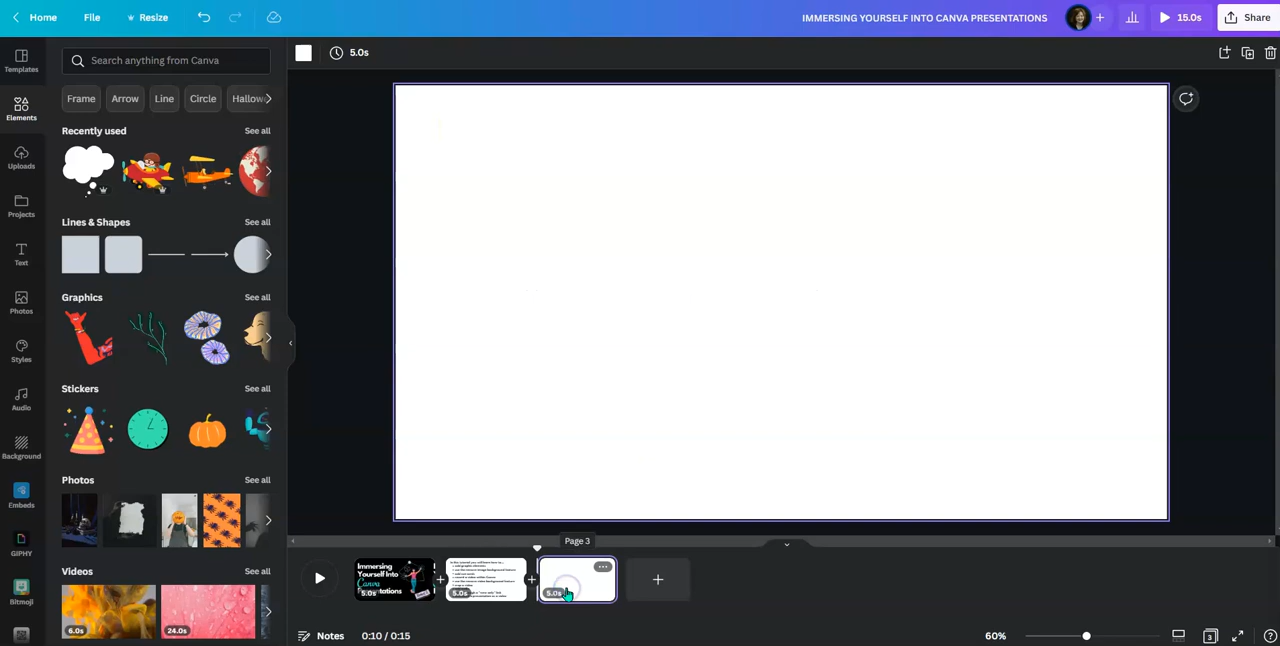 Home
File
Resize
IMMERSING YOURSELF INTO CANVA PRESENTATIONS
15.0s
Share
Templates
Search anything from Canva
5.0s
Frame
Arrow
Line
Circle
Hallow
Elements
Recently used
See all
Uploads
Projects
Lines & Shapes
See all
Text
Graphics
See all
Photos
Styles
Stickers
See all
Audio
Background
Photos
See all
Embeds
GIPHY
Videos
See all
Bitmoji
6.0s
24.0s
Page 3
Immersing
Yourself Into
Canva
Presentations
5.0s
5.0s
5.0s
Notes
0:10 / 0:15
60%
3